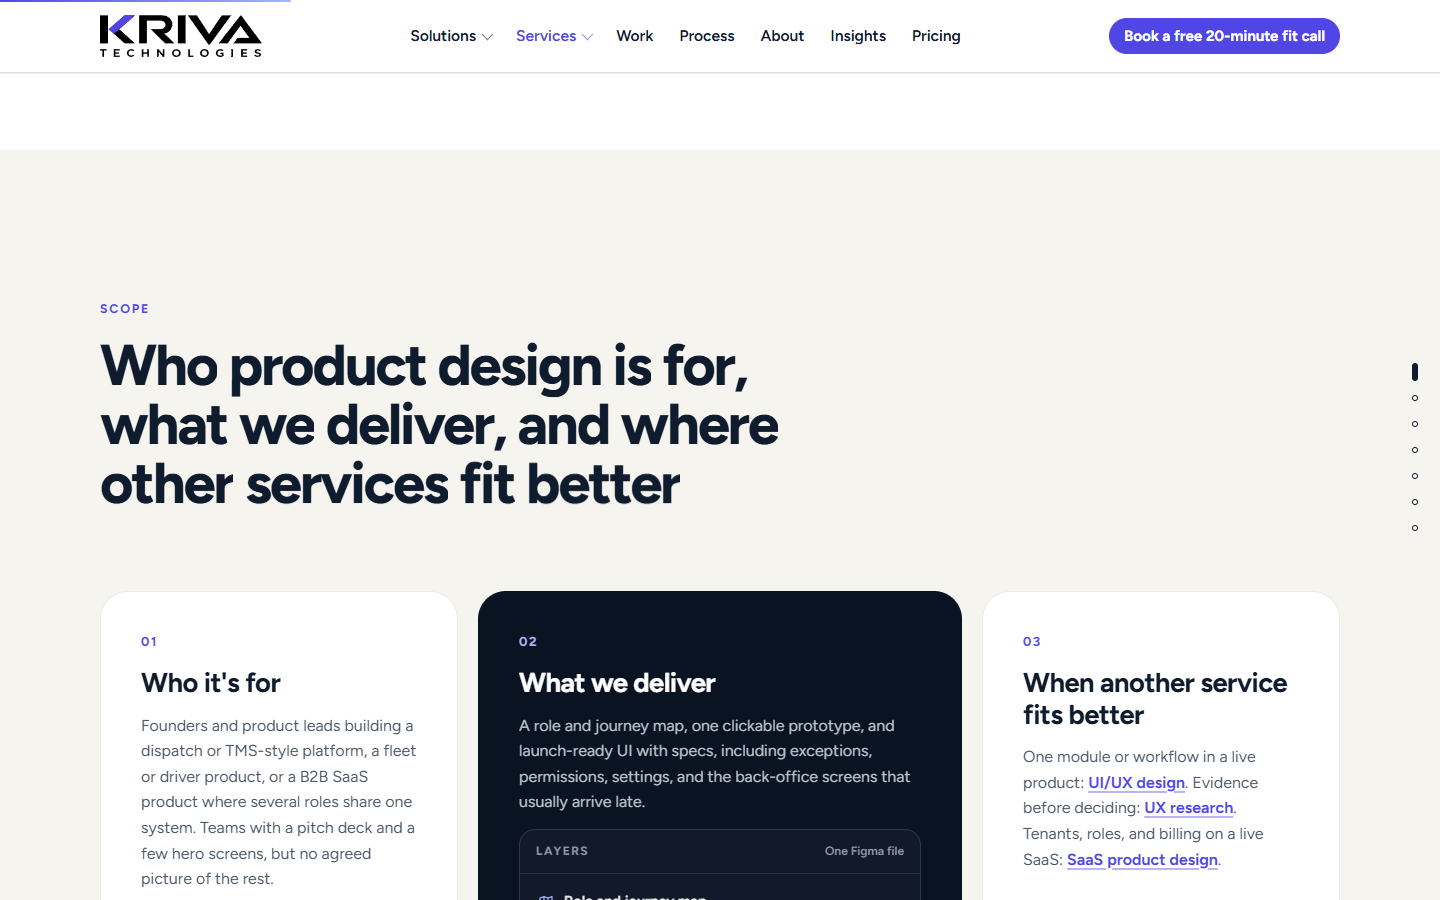 KRIVA
TECHNOLOGIES
Solutions
Services
Work
Process
About
Insights
Pricing
Book a free 20-minute fit call
SCOPE
Who product design is for,
what we deliver, and where
other services fit better
01
Who it's for
Founders and product leads building a
dispatch or TMS-style platform, a fleet
or driver product, or a B2B SaaS
product where several roles share one
system. Teams with a pitch deck and a
few hero screens, but no agreed
picture of the rest.
02
What we deliver
A role and journey map, one clickable prototype, and
launch-ready UI with specs, including exceptions,
permissions, settings, and the back-office screens that
usually arrive late.
LAYERS
One Figma file
Role and journey map
03
When another service
fits better
One module or workflow in a live
product: UI/UX design. Evidence
before deciding: UX research.
Tenants, roles, and billing on a live
SaaS: SaaS product design.